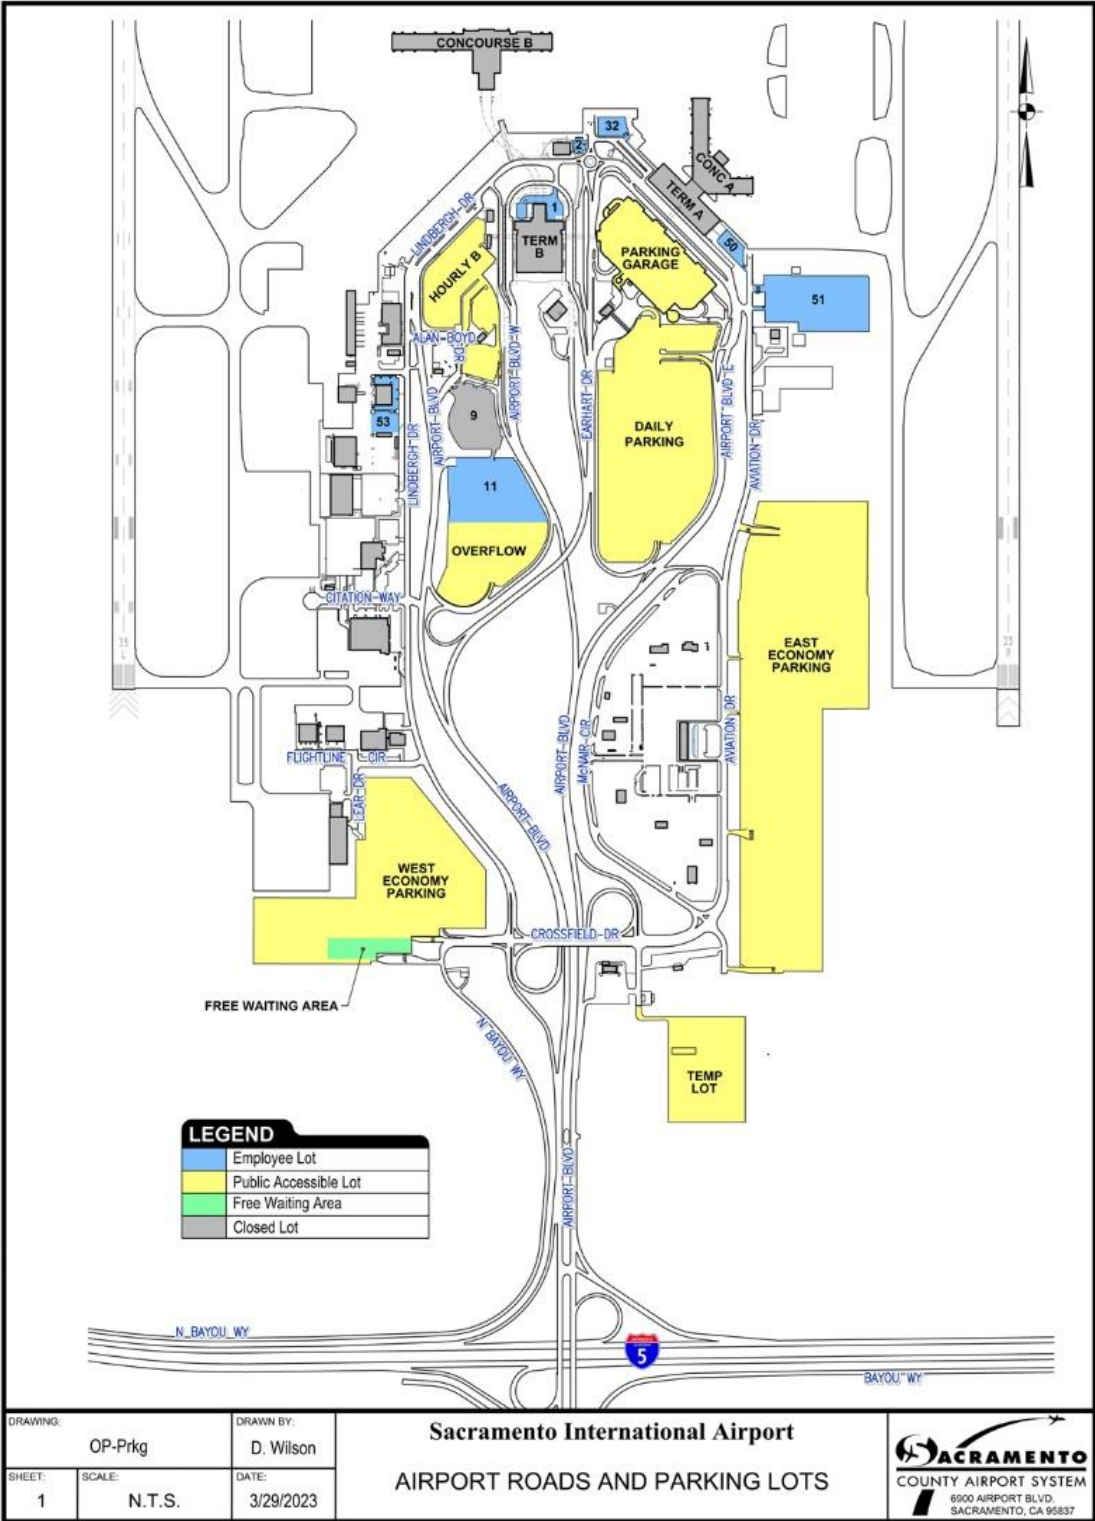 CONCOURSE B
32
2
CONC A
TERM A
1
TERM
B
50
LINDBERGH DR
HOURLY B
PARKING
GARAGE
51
ALAN BOYD
DR
AIRPORT BLVD W
EARHART DR
AIRPORT BLVD E
AVIATION DR
53
LINDBERGH DR
AIRPORT BLVD
9
DAILY
PARKING
11
OVERFLOW
CITATION WAY
35
L
35
R
EAST
ECONOMY
PARKING
AIRPORT BLVD
McNAIR CIR
AVIATION DR
FLIGHTLINE CIR
LEAR DR
AIRPORT BLVD
WEST
ECONOMY
PARKING
CROSSFIELD DR
FREE WAITING AREA
N BAYOU WY
TEMP
LOT
LEGEND
Employee Lot
Public Accessible Lot
Free Waiting Area
Closed Lot
AIRPORT BLVD
N BAYOU WY
INTERSTATE
5
BAYOU WY
DRAWING:
OP-Prkg
DRAWN BY:
D. Wilson
SHEET:
1
SCALE:
N.T.S.
DATE:
3/29/2023
Sacramento International Airport
AIRPORT ROADS AND PARKING LOTS
SACRAMENTO
COUNTY AIRPORT SYSTEM
6900 AIRPORT BLVD.
SACRAMENTO, CA 95837